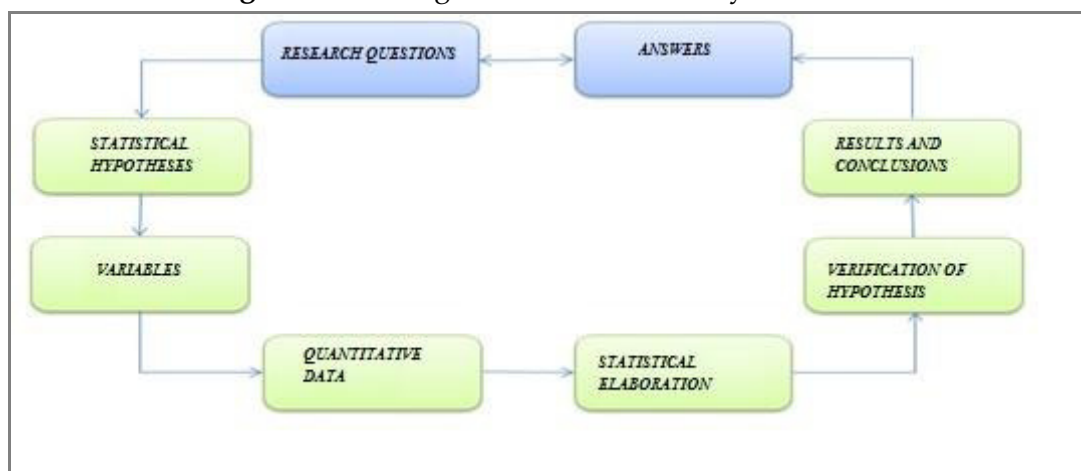 RESEARCH QUESTIONS
ANSWERS
STATISTICAL
HYPOTHESES
RESULTS AND
CONCLUSIONS
VARIABLES
VERIFICATION OF
HYPOTHESIS
QUANTITATIVE
DATA
STATISTICAL
ELABORATION